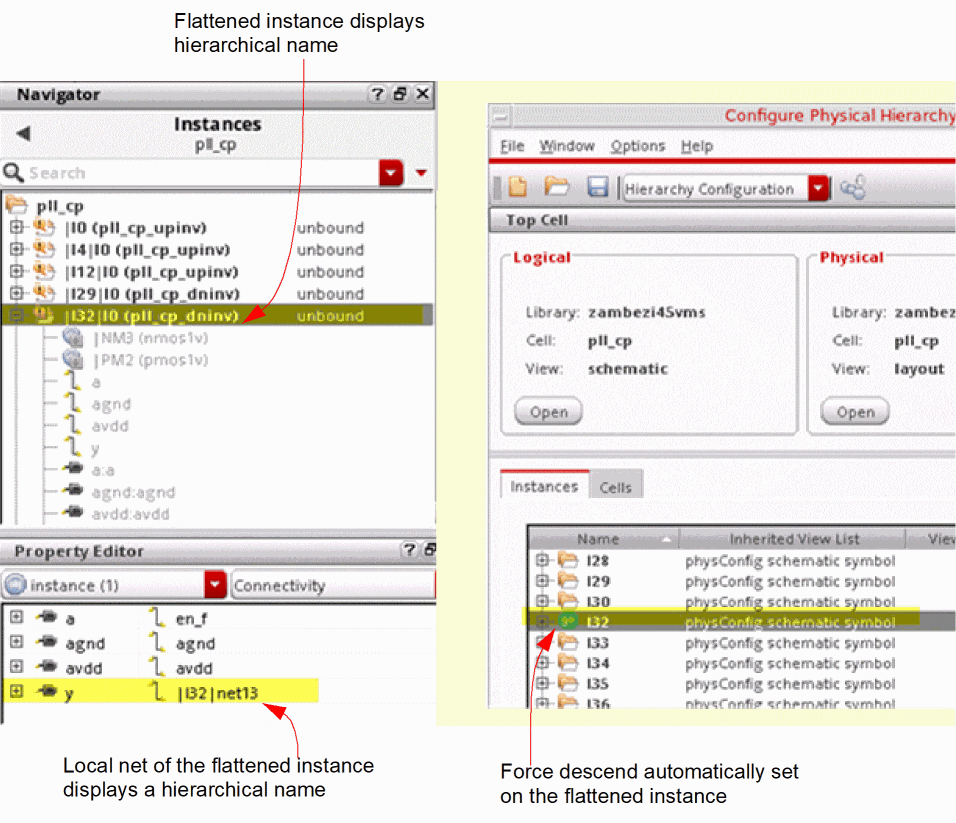 Flattened instance displays
hierarchical name
Navigator
Instances
pll_cp
Search
pll_cp
|I0 (pll_cp_upinv) unbound
|I4|I0 (pll_cp_upinv) unbound
|I12|I0 (pll_cp_upinv) unbound
|I29|I0 (pll_cp_dninv) unbound
|I32|I0 (pll_cp_dninv) unbound
|NM3 (nmos1v)
|PM2 (pmos1v)
a
agnd
avdd
y
a:a
agnd:agnd
avdd:avdd
Property Editor
instance (1) Connectivity
a en_f
agnd agnd
avdd avdd
y |I32|net13
Local net of the flattened instance
displays a hierarchical name
Configure Physical Hierarchy
File Window Options Help
Hierarchy Configuration
Top Cell
Logical Physical
Library: zambezi45vms Library: zambez
Cell: pll_cp Cell: pll_cp
View: schematic View: layout
Open Open
Instances Cells
Name Inherited View List View
I28 physConfig schematic symbol
I29 physConfig schematic symbol
I30 physConfig schematic symbol
I32 physConfig schematic symbol
I33 physConfig schematic symbol
I34 physConfig schematic symbol
I35 physConfig schematic symbol
I36 physConfig schematic symbol
Force descend automatically set
on the flattened instance